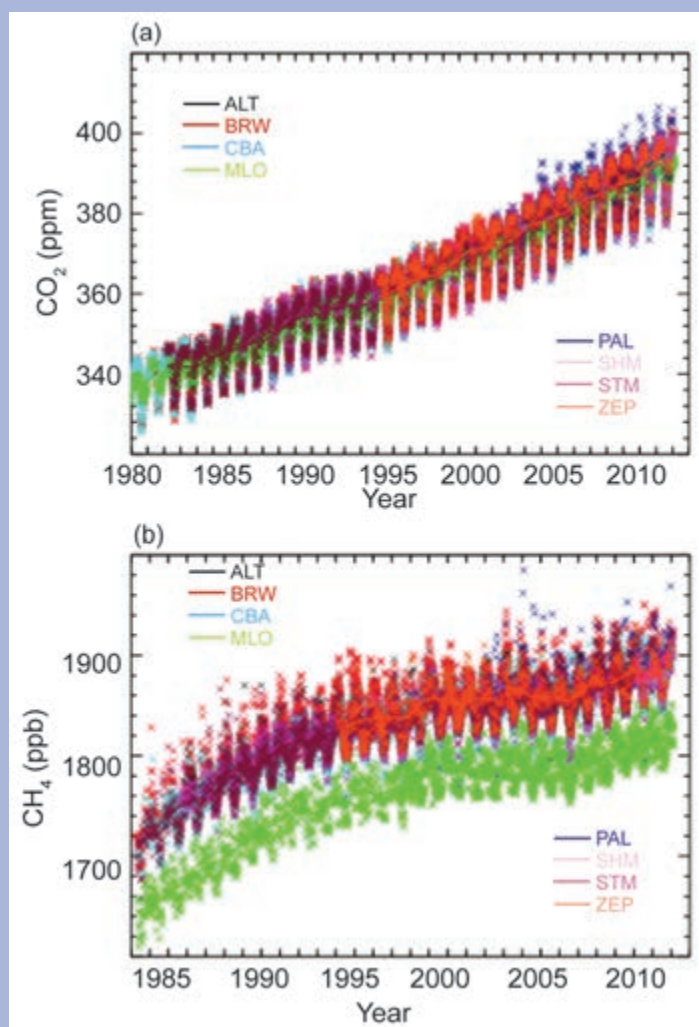 (a)
ALT
BRW
CBA
MLO
400
380
360
340
CO₂ (ppm)
PAL
SHM
STM
ZEP
1980 1985 1990 1995 2000 2005 2010
Year
(b)
ALT
BRW
CBA
MLO
1900
1800
1700
CH₄ (ppb)
PAL
SHM
STM
ZEP
1985 1990 1995 2000 2005 2010
Year